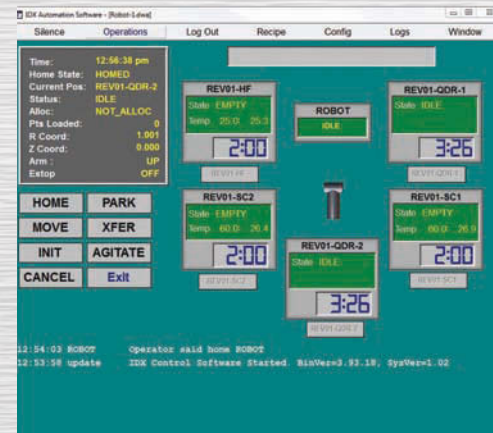 IDX Automation Software - [Robot-1.dwa]
Silence Operations Log Out Recipe Config Logs Window
Time: 12:56:38 pm
Home State: HOMED
Current Pos: REV01-QDR-2
Status: IDLE
Alloc: NOT_ALLOC
Pts Loaded: 0
R Coord: 1.001
Z Coord: 0.000
Arm : UP
Estop OFF
HOME PARK
MOVE XFER
INIT AGITATE
CANCEL Exit
REV01-HF
State EMPTY
Temp. 25.0: 25.3
2:00
REV01-HF
ROBOT
IDLE
REV01-QDR-1
State IDLE
3:26
REV01-QDR-1
REV01-SC2
State EMPTY
Temp. 60.0: 26.4
2:00
REV01-SC2
REV01-QDR-2
State IDLE
3:26
REV01-QDR-2
REV01-SC1
State EMPTY
Temp. 60.0: 26.9
2:00
REV01-SC1
12:54:03 ROBOT Operator said home ROBOT
12:53:58 update IDX Control Software Started. BinVer=3.93.18, SysVer=1.02